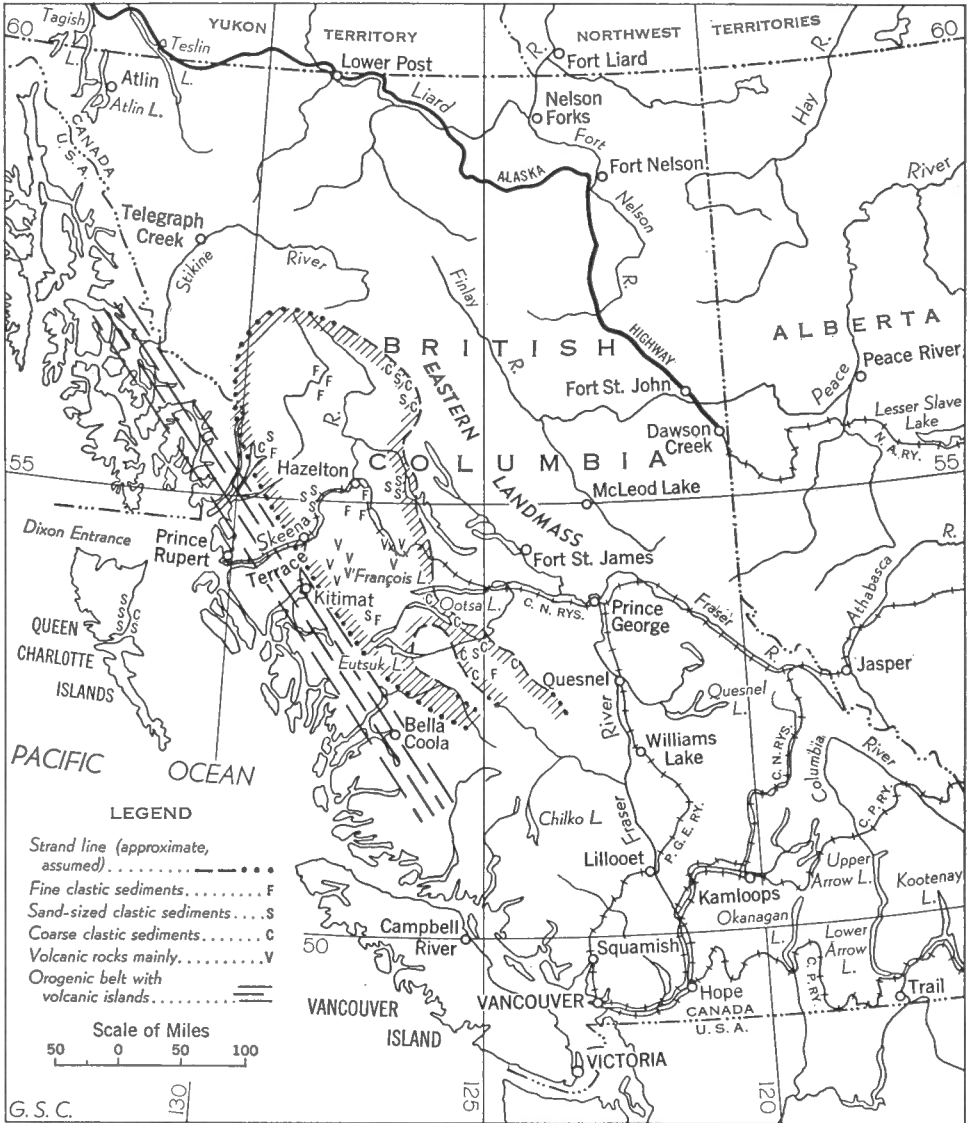 60
Tagish
L.
Teslin
L.
YUKON TERRITORY
NORTHWEST TERRITORIES
60
Atlin
Atlin L.
Lower Post
Liard
R.
Fort Liard
Nelson
Forks
Hay R.
CANADA
U.S.A.
Fort Nelson R.
Fort Nelson
ALASKA HIGHWAY
River
Telegraph
Creek
Stikine River
Finlay R.
BRITISH
COLUMBIA
ALBERTA
EASTERN
LANDMASS
Peace River
Peace
Fort St. John
Dawson
Creek
Lesser Slave
Lake
N. A. RY.
55
55
F
F
F
R.
C S C
S
C
S
C
F
Hazelton
S
S
S
S
S
F
F F
McLeod Lake
Dixon Entrance
Prince
Rupert
Skeena
Terrace
Kitimat
V
V V
V V V
V
François L.
Fort St. James
Athabasca R.
S
S
S
C
S
S
QUEEN
CHARLOTTE
ISLANDS
Ootsa L.
C
C
C. N. RYS.
Prince
George
Fraser R.
S F
Eutsuk L.
C S C
C
C F
Jasper
Quesnel
Quesnel
L.
River
Bella
Coola
Williams
Lake
C. N. RYS.
Columbia River
PACIFIC OCEAN
Chilko L.
Fraser
P. G. E. RY.
C. P. RY.
Lillooet
Kamloops
Upper
Arrow L.
Kootenay
L.
Okanagan
L.
Lower
Arrow
L.
C. P. RY.
Campbell
River
50
Squamish
VANCOUVER
Hope
Trail
CANADA
U.S.A.
VANCOUVER
ISLAND
VICTORIA
LEGEND
Strand line (approximate,
assumed)
Fine clastic sediments F
Sand-sized clastic sediments S
Coarse clastic sediments C
Volcanic rocks mainly V
Orogenic belt with
volcanic islands
Scale of Miles
50 0 50 100
G.S.C.
130
125
120